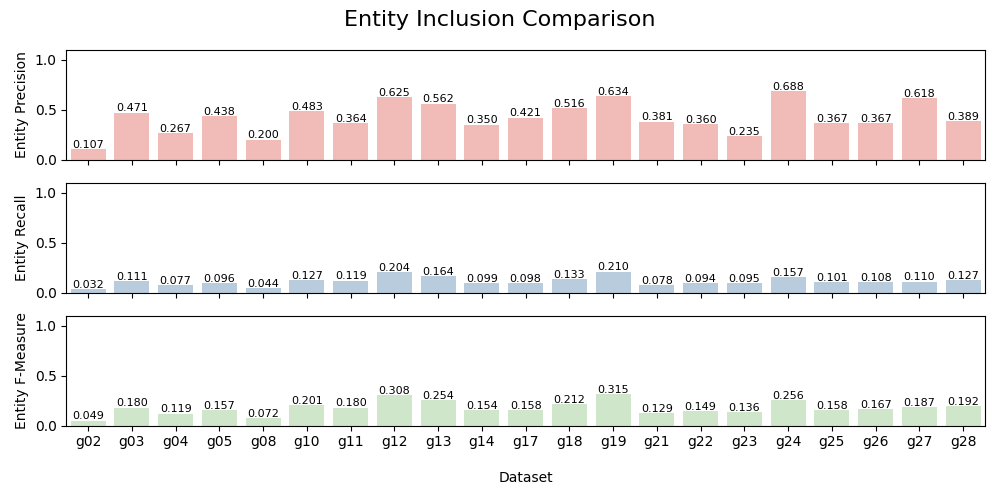 Entity Inclusion Comparison
Entity Precision
1.0
0.5
0.0
0.107 0.471 0.267 0.438 0.200 0.483 0.364 0.625 0.562 0.350 0.421 0.516 0.634 0.381 0.360 0.235 0.688 0.367 0.367 0.618 0.389
Entity Recall
1.0
0.5
0.0
0.032 0.111 0.077 0.096 0.044 0.127 0.119 0.204 0.164 0.099 0.098 0.133 0.210 0.078 0.094 0.095 0.157 0.101 0.108 0.110 0.127
Entity F-Measure
1.0
0.5
0.0
0.049 0.180 0.119 0.157 0.072 0.201 0.180 0.308 0.254 0.154 0.158 0.212 0.315 0.129 0.149 0.136 0.256 0.158 0.167 0.187 0.192
g02 g03 g04 g05 g08 g10 g11 g12 g13 g14 g17 g18 g19 g21 g22 g23 g24 g25 g26 g27 g28
Dataset